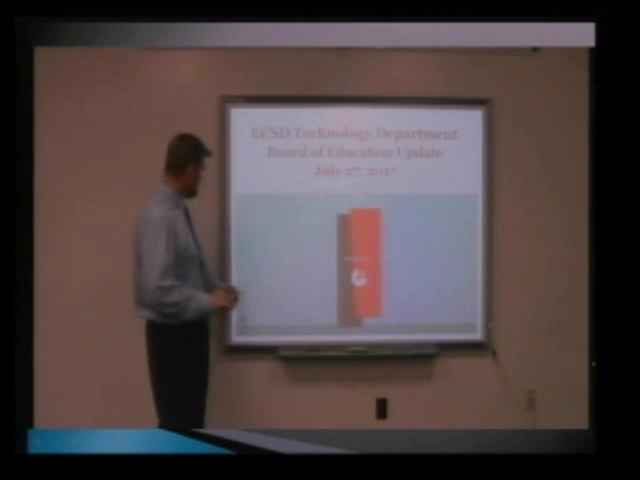 ECSD Technology Department
Board of Education Update
July 27, 2017